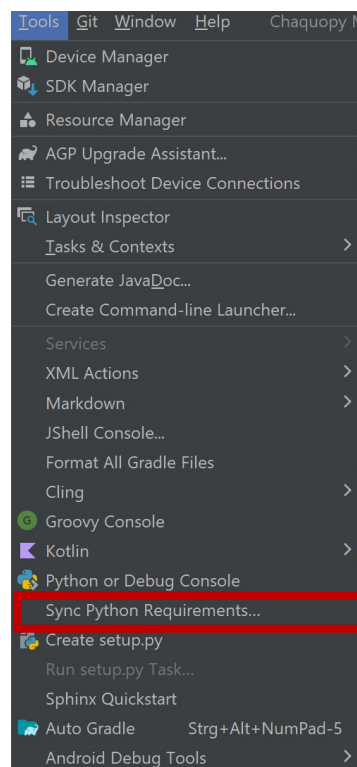 Tools Git Window Help Chaquopy
Device Manager
SDK Manager
Resource Manager
AGP Upgrade Assistant...
Troubleshoot Device Connections
Layout Inspector
Tasks & Contexts
Generate JavaDoc...
Create Command-line Launcher...
Services
XML Actions
Markdown
JShell Console...
Format All Gradle Files
Cling
G Groovy Console
Kotlin
Python or Debug Console
Sync Python Requirements...
Create setup.py
Run setup.py Task...
Sphinx Quickstart
Auto Gradle Strg+Alt+NumPad-5
Android Debug Tools